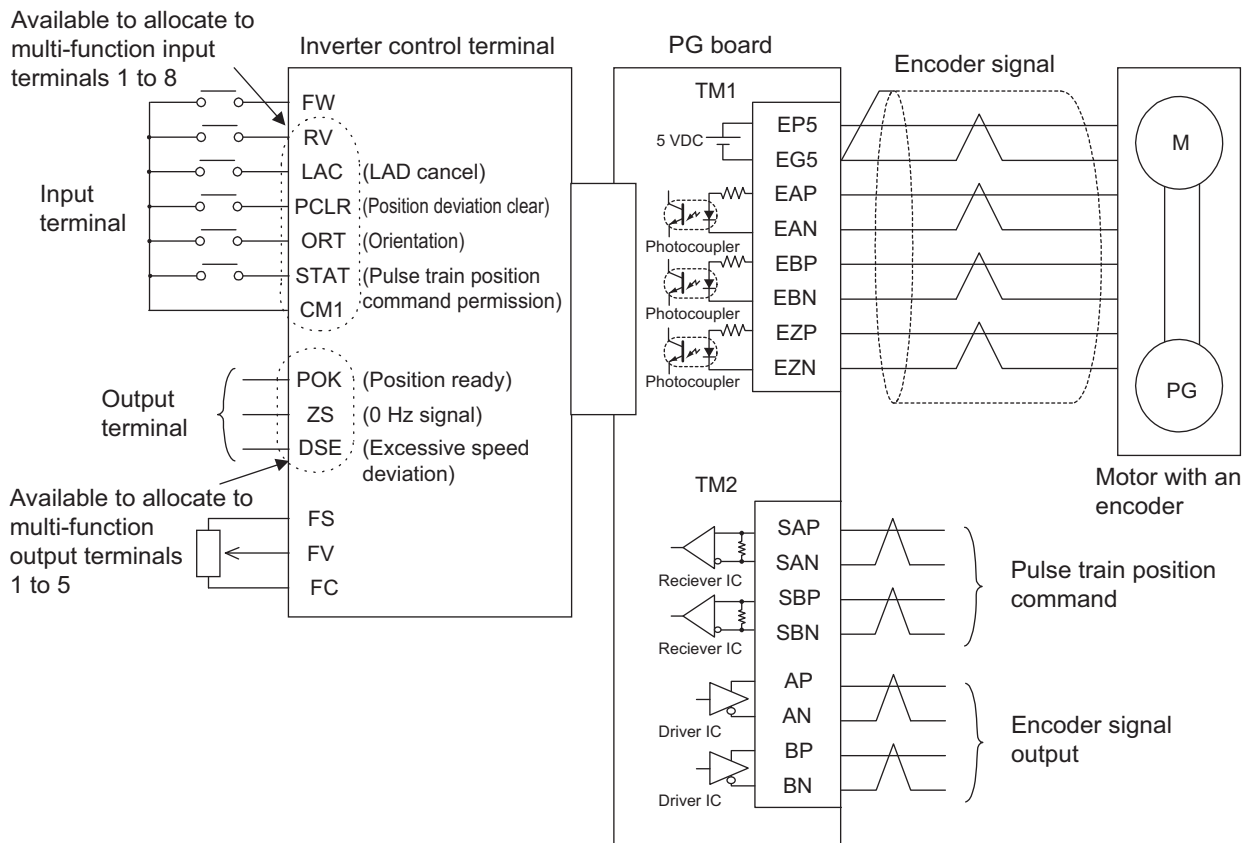 Available to allocate to
multi-function input
terminals 1 to 8
Inverter control terminal
PG board
Encoder signal
TM1
Input
terminal
FW
RV
LAC (LAD cancel)
PCLR (Position deviation clear)
ORT (Orientation)
STAT (Pulse train position
command permission)
CM1
Output
terminal
POK (Position ready)
ZS (0 Hz signal)
DSE (Excessive speed
deviation)
Available to allocate to
multi-function
output terminals
1 to 5
FS
FV
FC
5 VDC
EP5
EG5
EAP
EAN
Photocoupler
EBP
EBN
Photocoupler
EZP
EZN
Photocoupler
M
PG
Motor with an
encoder
TM2
SAP
SAN
Reciever IC
SBP
SBN
Reciever IC
Pulse train position
command
AP
AN
Driver IC
BP
BN
Driver IC
Encoder signal
output